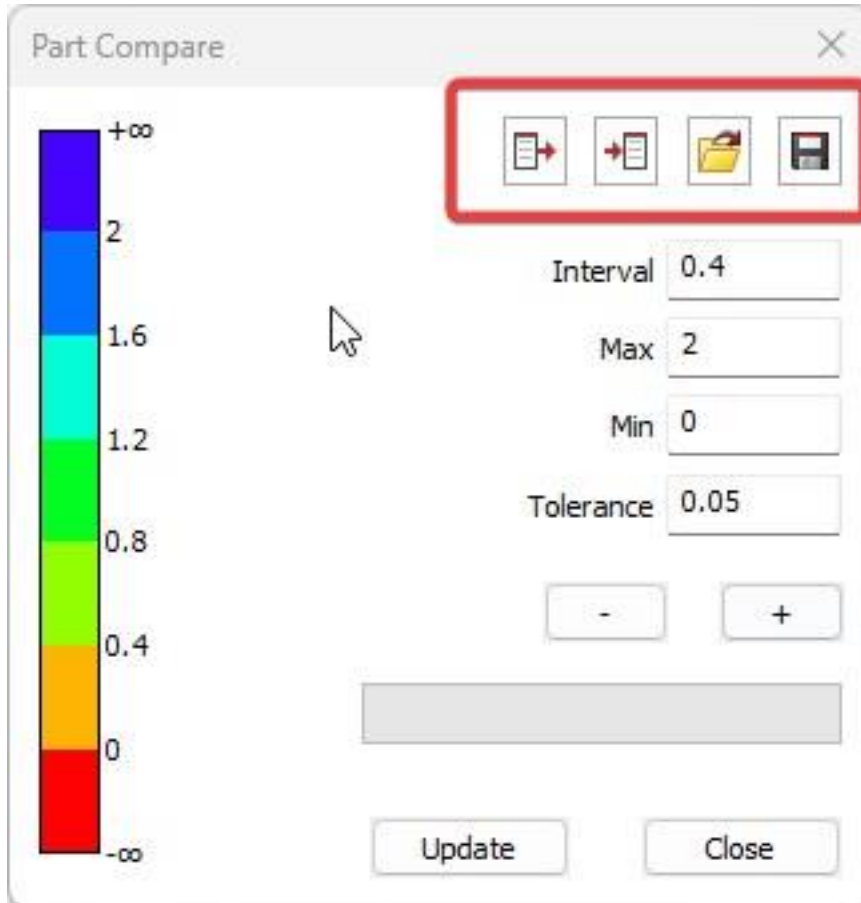 Part Compare
+∞
2
1.6
1.2
0.8
0.4
0
-∞
Interval 0.4
Max 2
Min 0
Tolerance 0.05
- +
Update Close